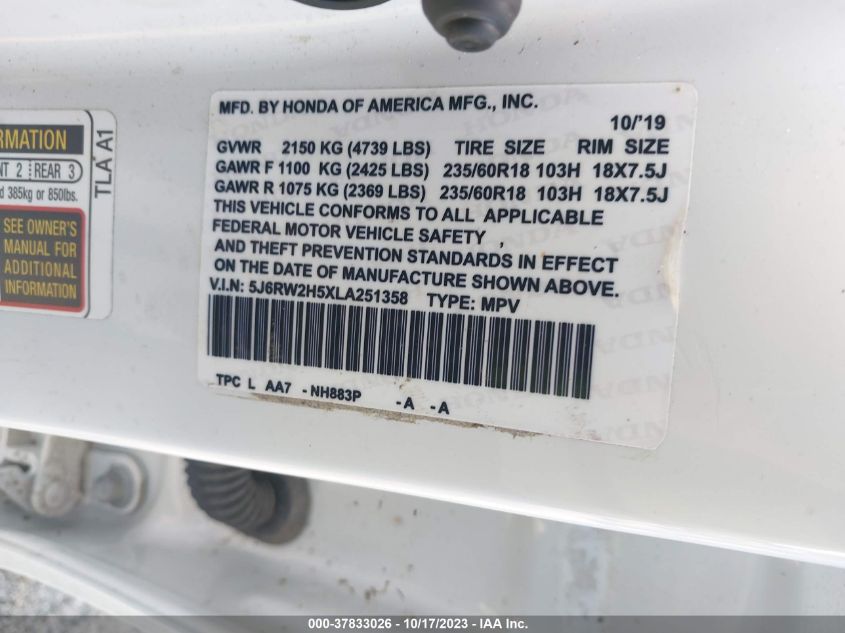 RMATION
NT 2 REAR 3
d 385kg or 850lbs.
SEE OWNER'S
MANUAL FOR
ADDITIONAL
INFORMATION
TLA A1
MFD. BY HONDA OF AMERICA MFG., INC.
10/'19
GVWR 2150 KG (4739 LBS) TIRE SIZE RIM SIZE
GAWR F 1100 KG (2425 LBS) 235/60R18 103H 18X7.5J
GAWR R 1075 KG (2369 LBS) 235/60R18 103H 18X7.5J
THIS VEHICLE CONFORMS TO ALL APPLICABLE
FEDERAL MOTOR VEHICLE SAFETY ,
AND THEFT PREVENTION STANDARDS IN EFFECT
ON THE DATE OF MANUFACTURE SHOWN ABOVE.
V.I.N: 5J6RW2H5XLA251358 TYPE: MPV
TPC L AA7 -NH883P -A -A
000-37833026 - 10/17/2023 - IAA Inc.